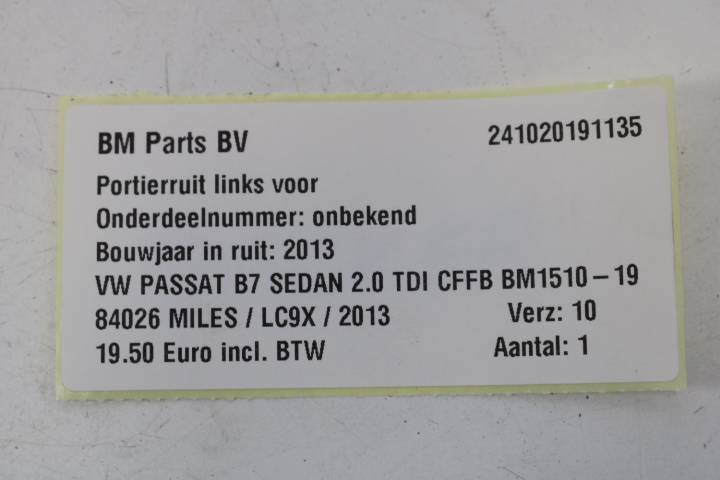 BM Parts BV 241020191135
Portierruit links voor
Onderdeelnummer: onbekend
Bouwjaar in ruit: 2013
VW PASSAT B7 SEDAN 2.0 TDI CFFB BM1510-19
84026 MILES / LC9X / 2013 Verz: 10
19.50 Euro incl. BTW Aantal: 1